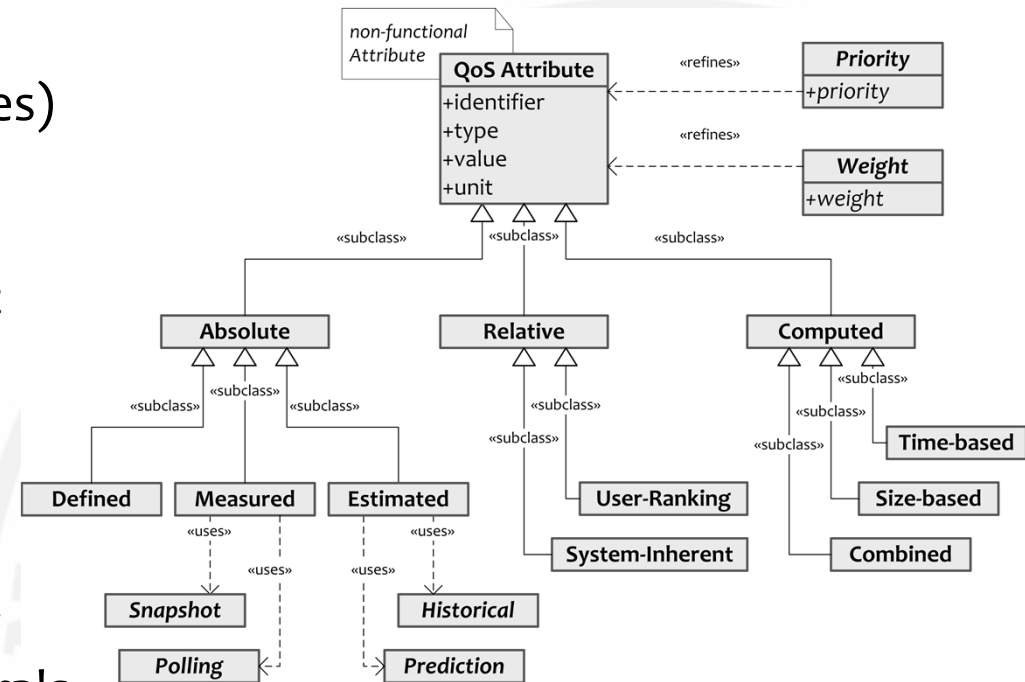 non-functional
Attribute
QoS Attribute
+identifier
+type
+value
+unit
«refines»
Priority
+priority
«refines»
Weight
+weight
es)
«subclass»
«subclass»
«subclass»
Absolute
Relative
Computed
«subclass»
«subclass»
«subclass»
«subclass»
«subclass»
«subclass»
«subclass»
«subclass»
Time-based
Defined
Measured
Estimated
User-Ranking
Size-based
System-Inherent
Combined
«uses»
«uses»
«uses»
«uses»
Snapshot
Historical
Polling
Prediction